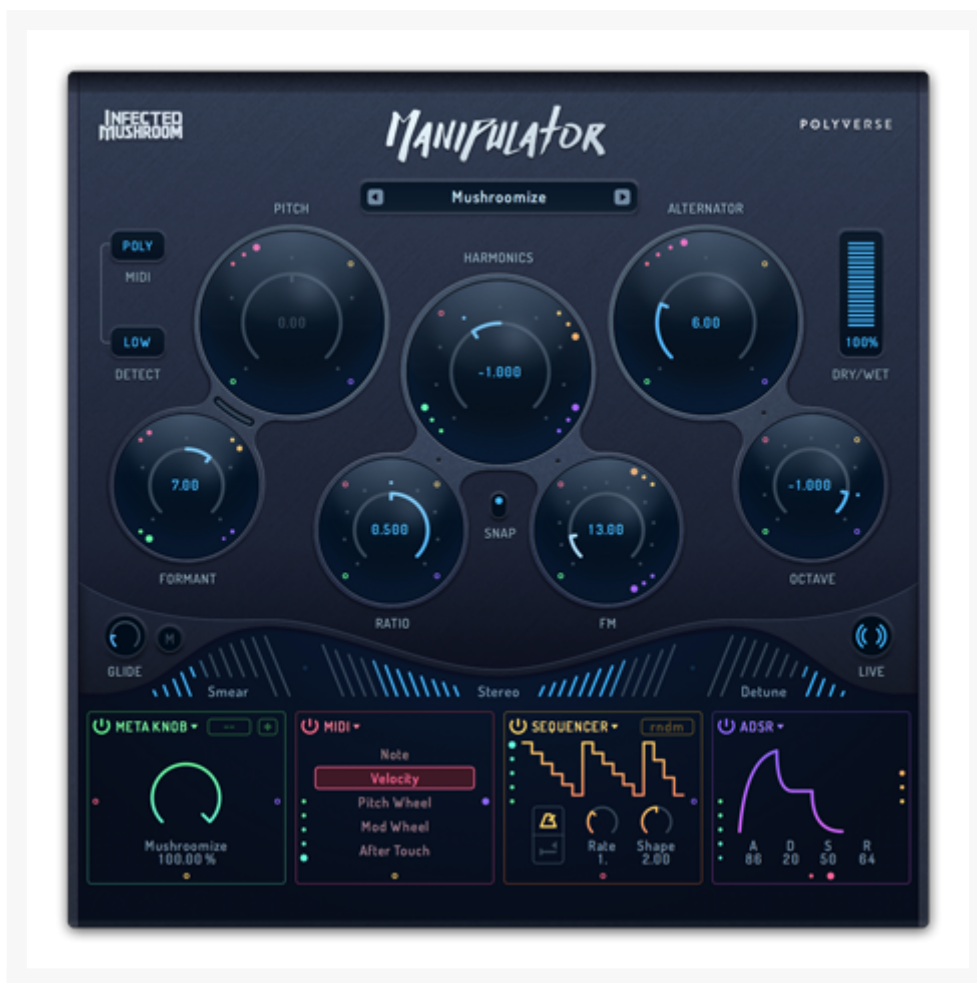 INFECTED
MUSHROOM
MANIPULATOR
POLYVERSE
Mushroomize
PITCH
ALTERNATOR
POLY
MIDI
HARMONICS
0.00
6.00
LOW
100%
DETECT
-1.000
DRY/WET
7.00
-1.000
0.500
SNAP
13.00
FORMANT
OCTAVE
RATIO
FM
M
GLIDE
LIVE
Smear
Stereo
Detune
META KNOB
--
+
Mushroomize
100.00 %
MIDI
Note
Velocity
Pitch Wheel
Mod Wheel
After Touch
SEQUENCER
rndm
Rate
1.
Shape
2.00
ADSR
A D S R
86 20 50 64